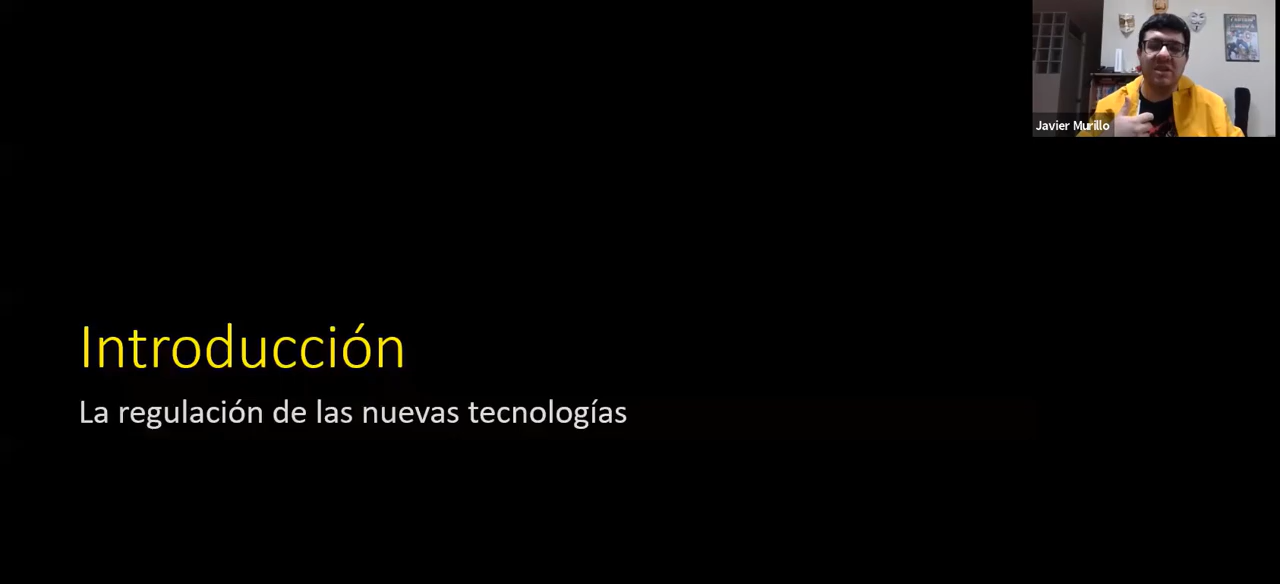 Javier Murillo
Introducción
La regulación de las nuevas tecnologías